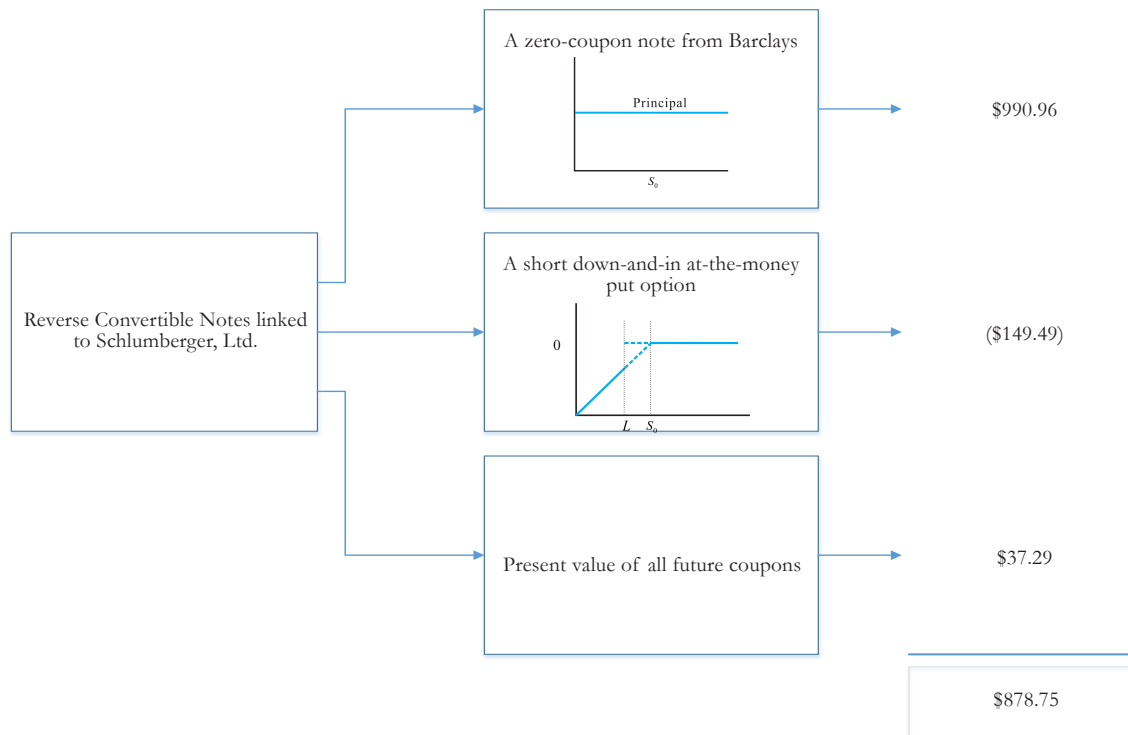 A zero-coupon note from Barclays
Principal
S₀
$990.96
Reverse Convertible Notes linked
to Schlumberger, Ltd.
A short down-and-in at-the-money
put option
0
L S₀
($149.49)
Present value of all future coupons
$37.29
$878.75